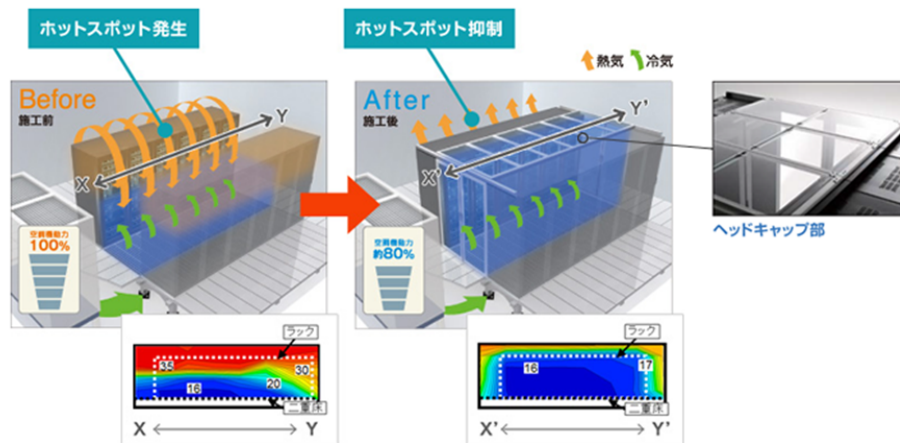 ホットスポット発生
ホットスポット抑制
熱気
冷気
Before
施工前
Y
X
空調機能力
100%
After
施工後
Y'
X'
空調機能力
約80%
ヘッドキャップ部
ラック
35
30
16
20
二重床
X
Y
ラック
16
17
二重床
X'
Y'